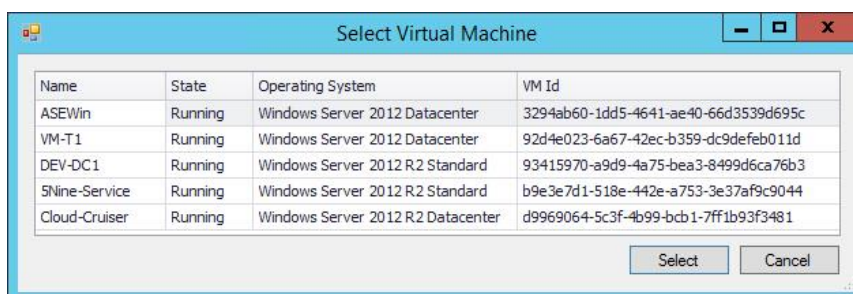 Select Virtual Machine
Name State Operating System VM Id
ASEWin Running Windows Server 2012 Datacenter 3294ab60-1dd5-4641-ae40-66d3539d695c
VM-T1 Running Windows Server 2012 Datacenter 92d4e023-6a67-42ec-b359-dc9defeb011d
DEV-DC1 Running Windows Server 2012 R2 Standard 93415970-a9d9-4a75-bea3-8499d6ca76b3
5Nine-Service Running Windows Server 2012 R2 Standard b9e3e7d1-518e-442e-a753-3e37af9c9044
Cloud-Cruiser Running Windows Server 2012 R2 Datacenter d9969064-5c3f-4b99-bcb1-7ff1b93f3481
Select Cancel